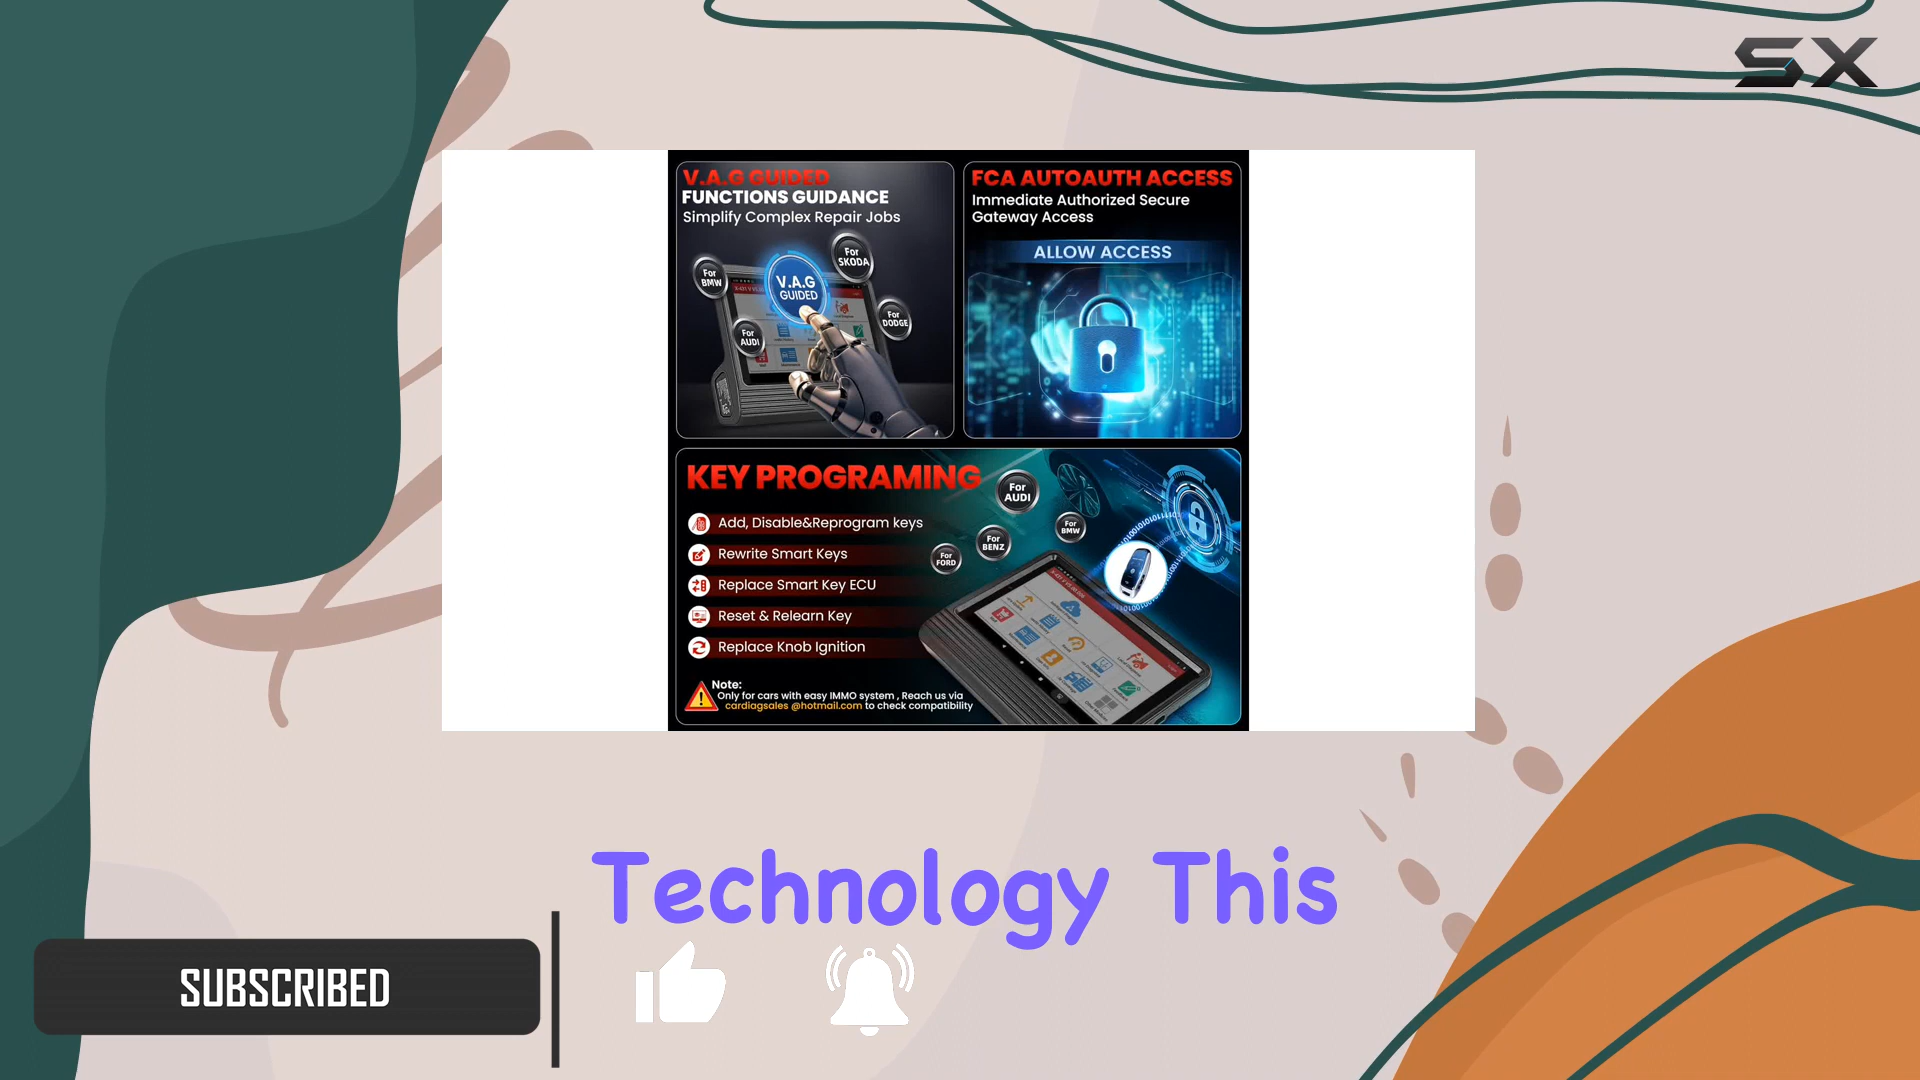 SX
V.A.G GUIDED
FUNCTIONS GUIDANCE
Simplify Complex Repair Jobs
For
SKODA
For
BMW
V.A.G
GUIDED
For
DODGE
For
AUDI
FCA AUTOAUTH ACCESS
Immediate Authorized Secure
Gateway Access
ALLOW ACCESS
KEY PROGRAMING
For
AUDI
For
BMW
For
BENZ
For
FORD
Add, Disable&Reprogram keys
Rewrite Smart Keys
Replace Smart Key ECU
Reset & Relearn Key
Replace Knob Ignition
Note:
Only for cars with easy IMMO system , Reach us via
cardiagsales @hotmail.com to check compatibility
Technology This
SUBSCRIBED